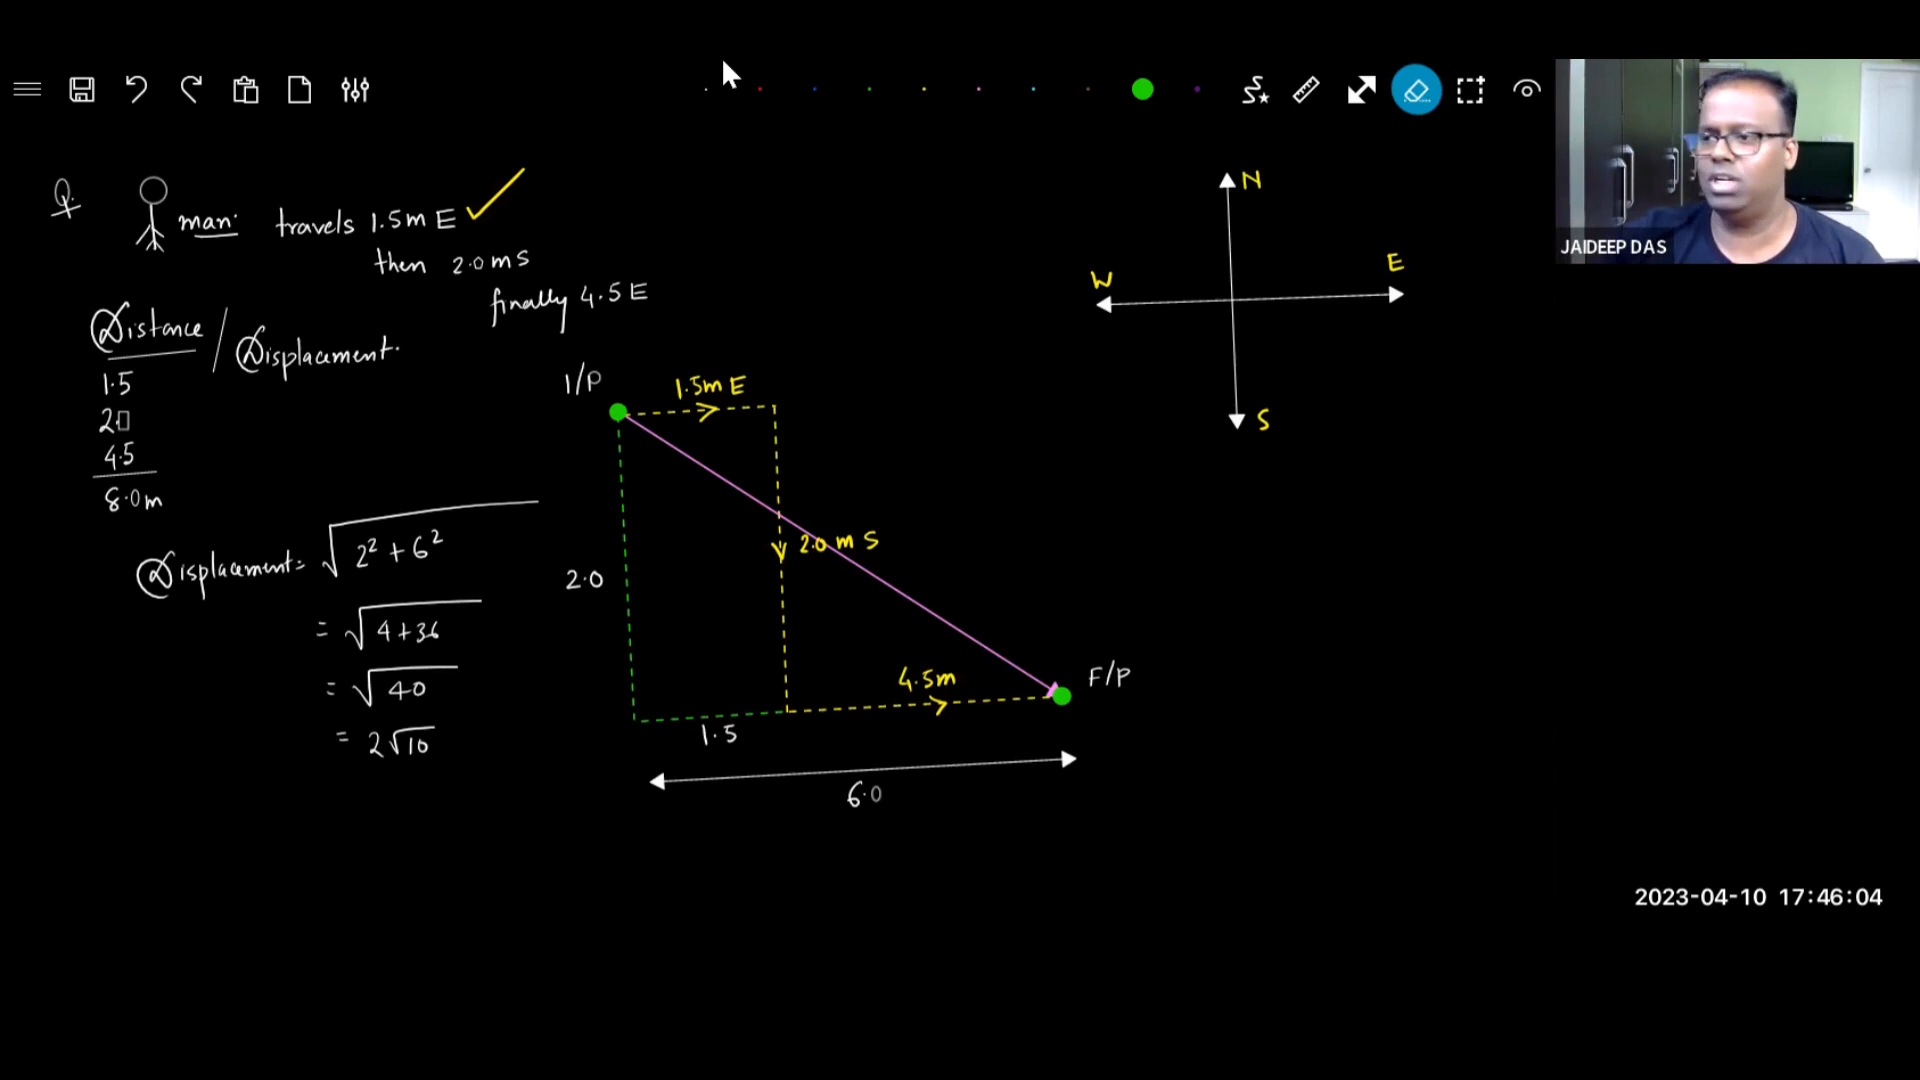 Q. man: travels 1.5m E
then 2.0 m S
finally 4.5 E
Distance / Displacement.
1.5
2.0
4.5
8.0m
Displacement = √2² + 6²
= √4+36
= √40
= 2√10
I/P
1.5m E
2.0 m S
2.0
4.5m
F/P
1.5
6.0
N
W
E
S
JAIDEEP DAS
2023-04-10 17:46:04